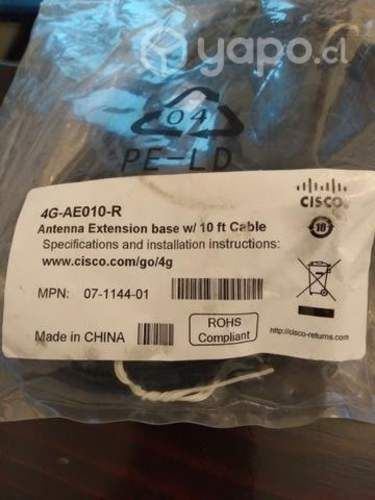 yapo.cl
04
PE-LD
4G-AE010-R
CISCO
Antenna Extension base w/ 10 ft Cable
Specifications and installation instructions:
www.cisco.com/go/4g
10
MPN: 07-1144-01
Made in CHINA
ROHS
Compliant
http://cisco-returns.com